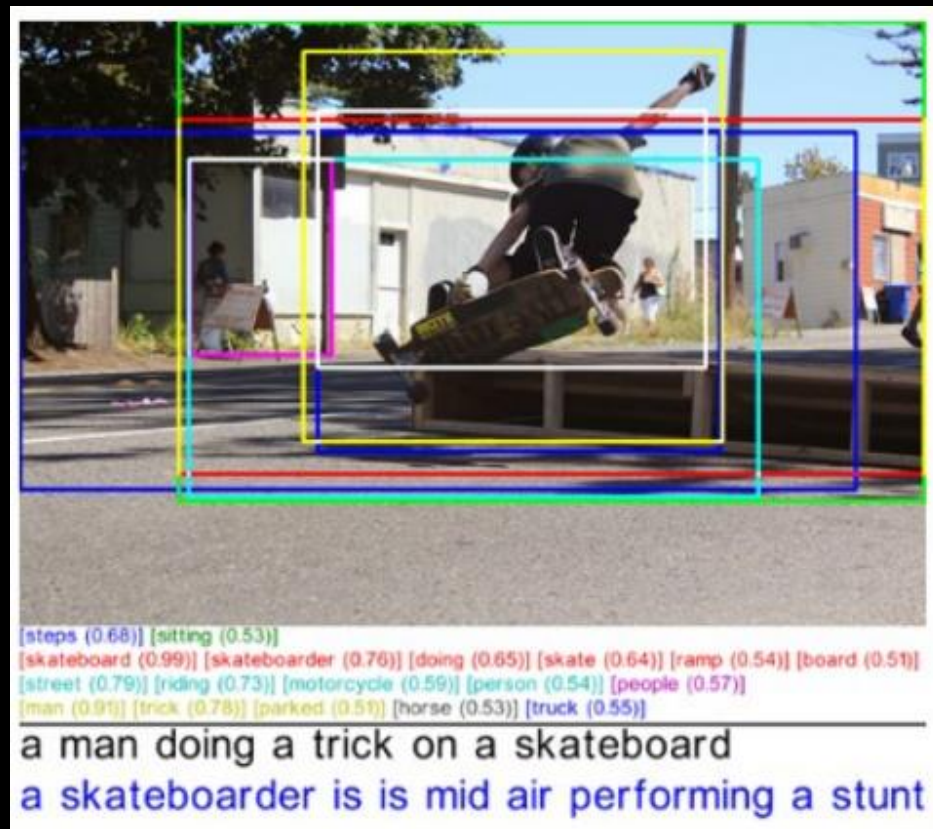 [steps (0.68)] [sitting (0.53)]
[skateboard (0.99)] [skateboarder (0.76)] [doing (0.65)] [skate (0.64)] [ramp (0.54)] [board (0.51)]
[street (0.79)] [riding (0.73)] [motorcycle (0.59)] [person (0.54)] [people (0.57)]
[man (0.91)] [trick (0.78)] [parked (0.51)] [horse (0.53)] [truck (0.55)]
a man doing a trick on a skateboard
a skateboarder is is mid air performing a stunt